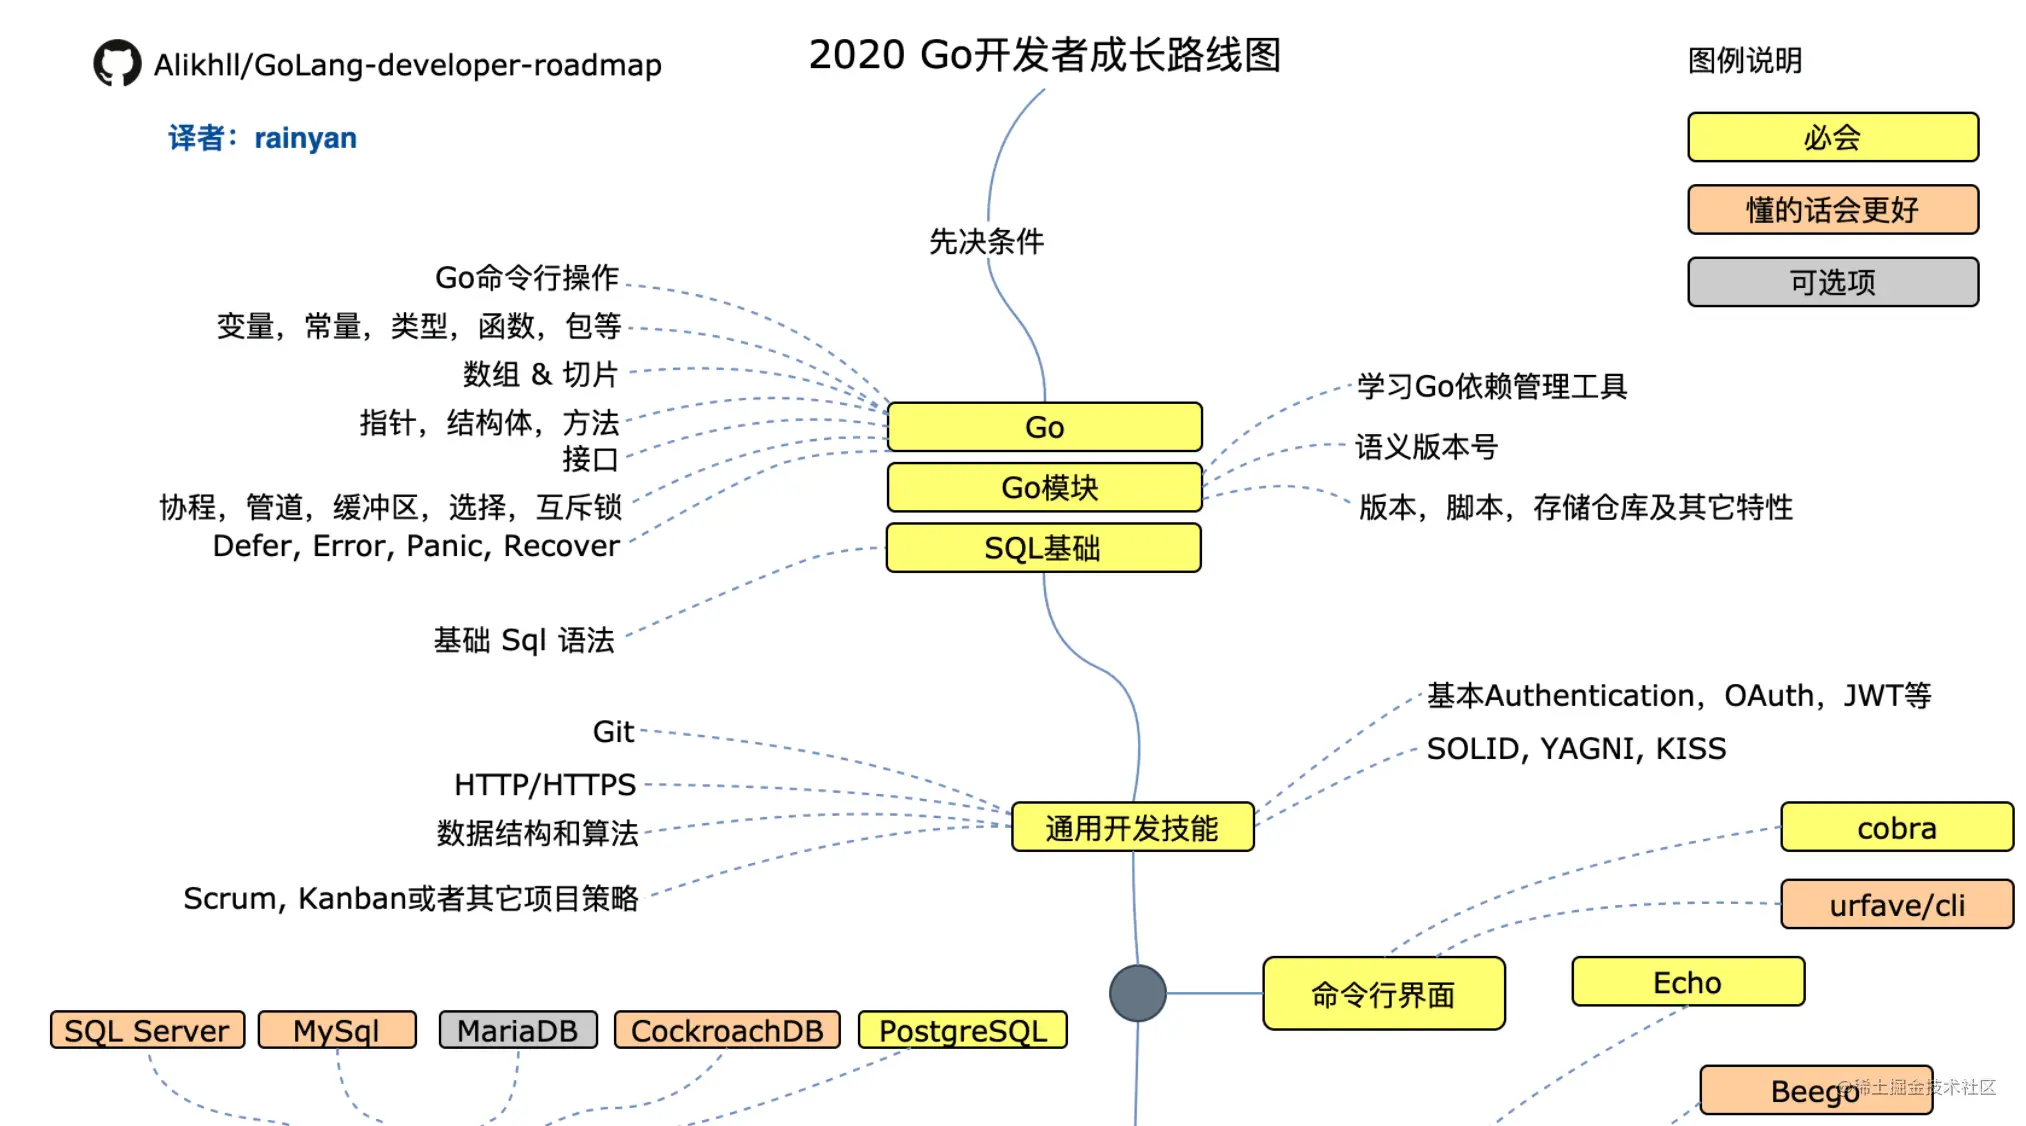 Alikhll/GoLang-developer-roadmap
2020 Go开发者成长路线图
图例说明
译者：rainyan
必会
懂的话会更好
可选项
先决条件
Go命令行操作
变量，常量，类型，函数，包等
数组 & 切片
指针，结构体，方法
接口
协程，管道，缓冲区，选择，互斥锁
Defer, Error, Panic, Recover
Go
Go模块
SQL基础
学习Go依赖管理工具
语义版本号
版本，脚本，存储仓库及其它特性
基础 Sql 语法
Git
HTTP/HTTPS
数据结构和算法
Scrum, Kanban或者其它项目策略
通用开发技能
基本Authentication，OAuth，JWT等
SOLID, YAGNI, KISS
cobra
urfave/cli
命令行界面
Echo
SQL Server
MySql
MariaDB
CockroachDB
PostgreSQL
Beego
@稀土掘金技术社区